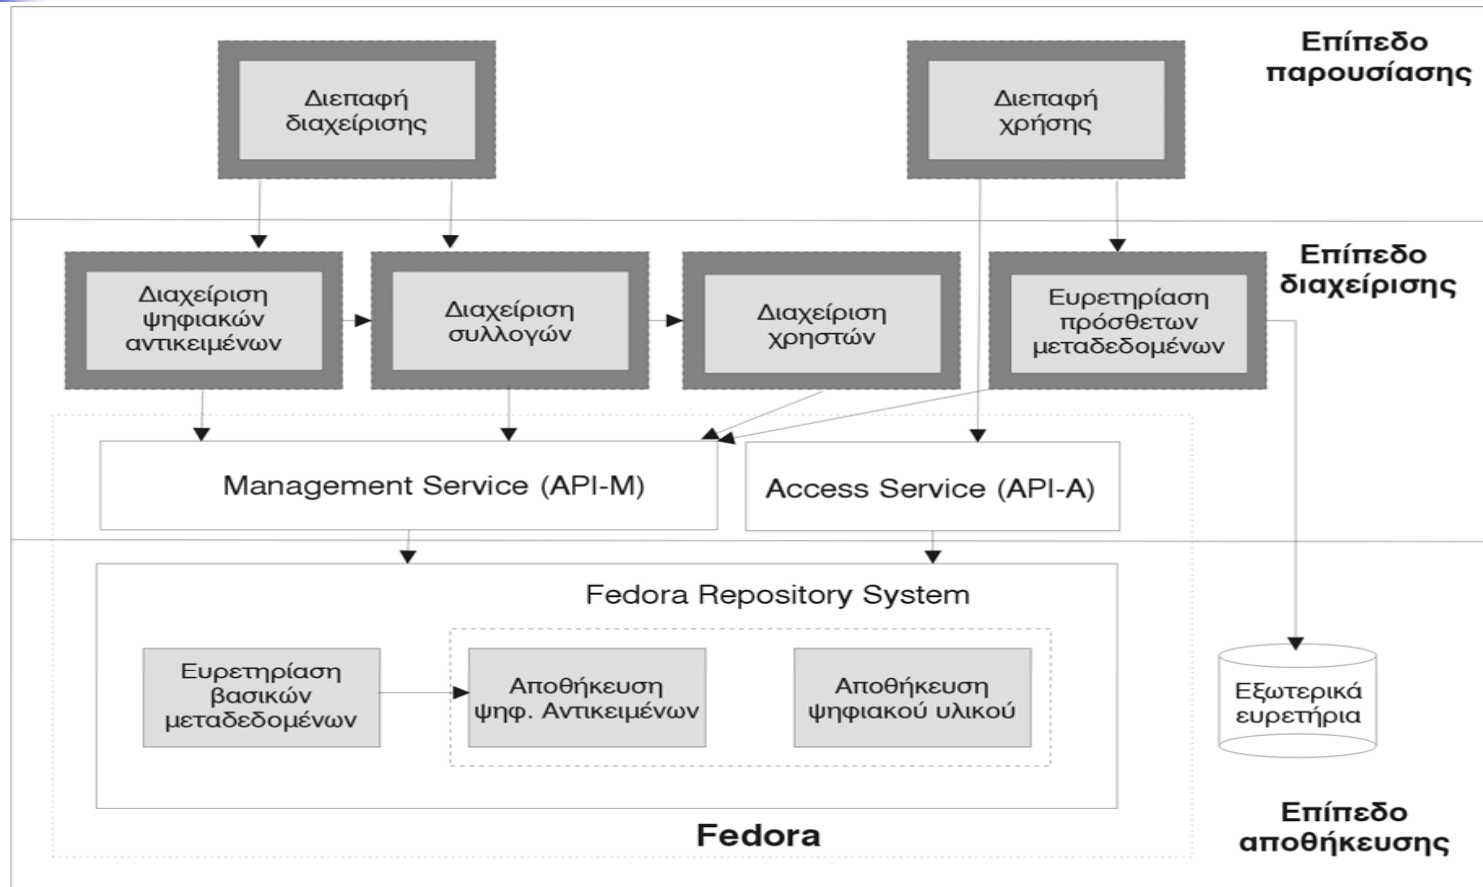 Επίπεδο
παρουσίασης
Διεπαφή
διαχείρισης
Διεπαφή
χρήσης
Επίπεδο
διαχείρισης
Διαχείριση
ψηφιακών
αντικειμένων
Διαχείριση
συλλογών
Διαχείριση
χρηστών
Ευρετηρίαση
πρόσθετων
μεταδεδομένων
Management Service (API-M)
Access Service (API-A)
Fedora Repository System
Ευρετηρίαση
βασικών
μεταδεδομένων
Αποθήκευση
ψηφ. Αντικειμένων
Αποθήκευση
ψηφιακού υλικού
Εξωτερικά
ευρετήρια
Fedora
Επίπεδο
αποθήκευσης